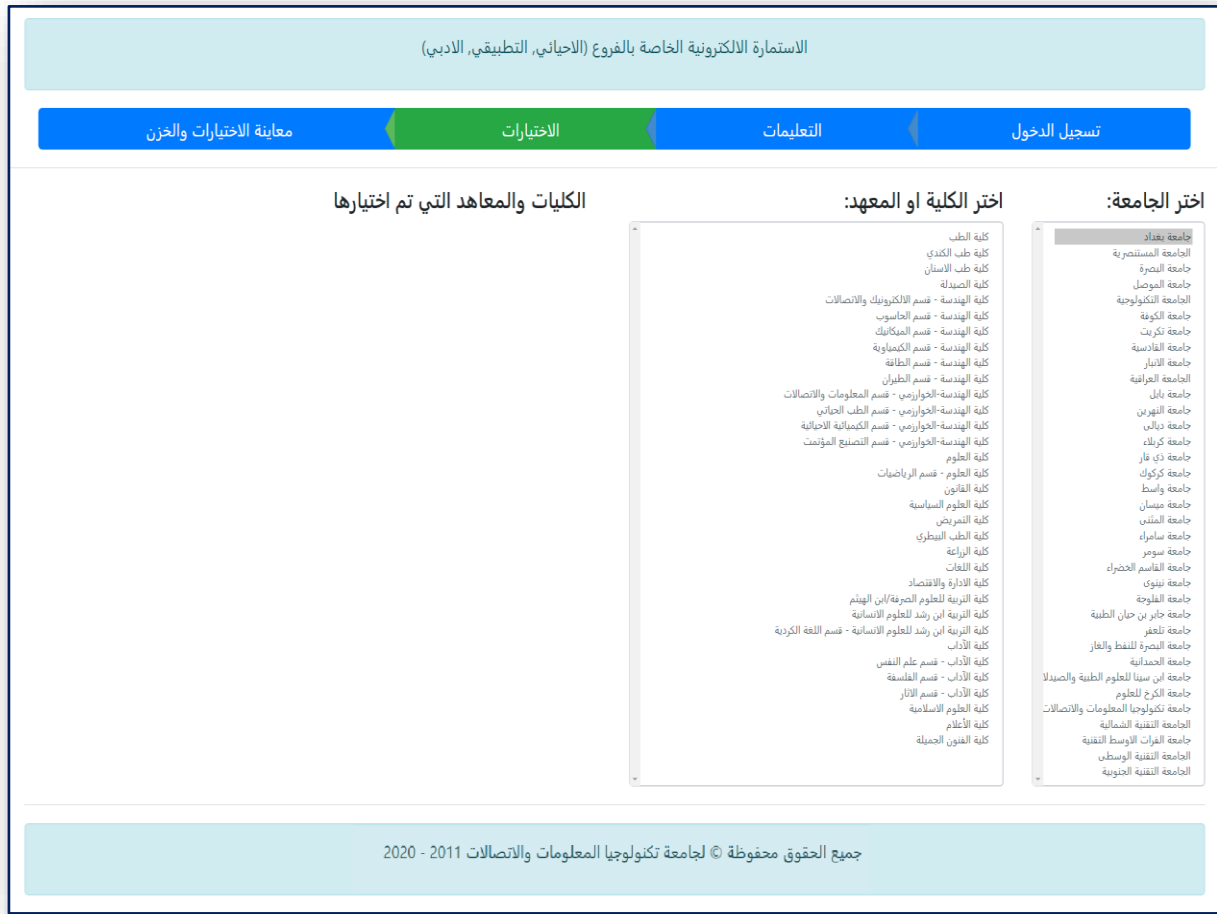 الاستمارة الالكترونية الخاصة بالفروع (الاحيائي, التطبيقي, الادبي)
تسجيل الدخول
التعليمات
الاختيارات
معاينة الاختيارات والخزن
اختر الجامعة:
جامعة بغداد
الجامعة المستنصرية
جامعة البصرة
جامعة الموصل
الجامعة التكنولوجية
جامعة الكوفة
جامعة تكريت
جامعة القادسية
جامعة الانبار
الجامعة العراقية
جامعة بابل
جامعة النهرين
جامعة ديالى
جامعة كربلاء
جامعة ذي قار
جامعة كركوك
جامعة واسط
جامعة ميسان
جامعة المثنى
جامعة سامراء
جامعة سومر
جامعة القاسم الخضراء
جامعة نينوى
جامعة الفلوجة
جامعة جابر بن حيان الطبية
جامعة تلعفر
جامعة البصرة للنفط والغاز
جامعة الحمدانية
جامعة ابن سينا للعلوم الطبية والصيدلا
جامعة الكرخ للعلوم
جامعة تكنولوجيا المعلومات والاتصالات
الجامعة التقنية الشمالية
جامعة الفرات الاوسط التقنية
الجامعة التقنية الوسطى
الجامعة التقنية الجنوبية
اختر الكلية او المعهد:
كلية الطب
كلية طب الكندي
كلية طب الاسنان
كلية الصيدلة
كلية الهندسة - قسم الالكترونيك والاتصالات
كلية الهندسة - قسم الحاسوب
كلية الهندسة - قسم الميكانيك
كلية الهندسة - قسم الكيمياوية
كلية الهندسة - قسم الطاقة
كلية الهندسة - قسم الطيران
كلية الهندسة-الخوارزمي - قسم المعلومات والاتصالات
كلية الهندسة-الخوارزمي - قسم الطب الحياتي
كلية الهندسة-الخوارزمي - قسم الكيميائية الاحيائية
كلية الهندسة-الخوارزمي - قسم التصنيع المؤتمت
كلية العلوم
كلية العلوم - قسم الرياضيات
كلية القانون
كلية العلوم السياسية
كلية التمريض
كلية الطب البيطري
كلية الزراعة
كلية اللغات
كلية الادارة والاقتصاد
كلية التربية للعلوم الصرفة/ابن الهيثم
كلية التربية ابن رشد للعلوم الانسانية
كلية التربية ابن رشد للعلوم الانسانية - قسم اللغة الكردية
كلية الآداب
كلية الآداب - قسم علم النفس
كلية الآداب - قسم الفلسفة
كلية الآداب - قسم الاثار
كلية العلوم الاسلامية
كلية الأعلام
كلية الفنون الجميلة
الكليات والمعاهد التي تم اختيارها
جميع الحقوق محفوظة © لجامعة تكنولوجيا المعلومات والاتصالات 2011 - 2020